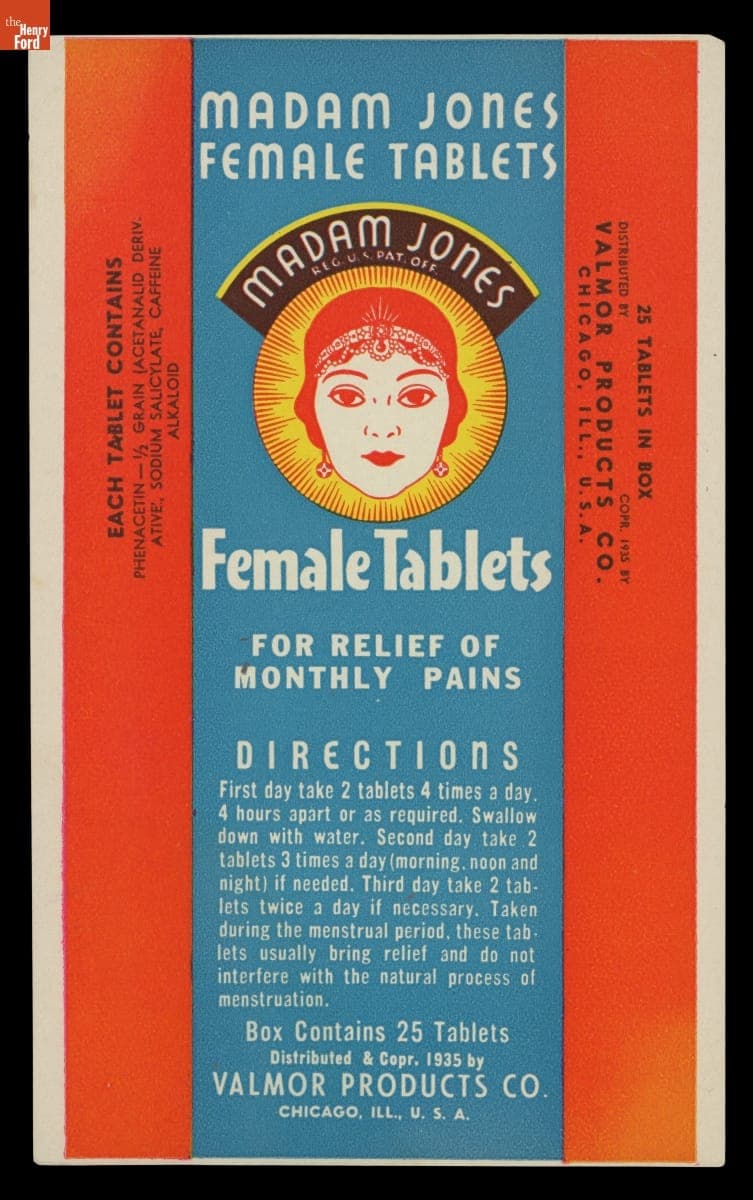 the
Henry
Ford
MADAM JONES
FEMALE TABLETS
MADAM JONES
REG. U. S. PAT. OFF.
Female Tablets
FOR RELIEF OF
MONTHLY PAINS
DIRECTIONS
First day take 2 tablets 4 times a day,
4 hours apart or as required. Swallow
down with water. Second day take 2
tablets 3 times a day (morning, noon and
night) if needed. Third day take 2 tab-
lets twice a day if necessary. Taken
during the menstrual period, these tab-
lets usually bring relief and do not
interfere with the natural process of
menstruation.
Box Contains 25 Tablets
Distributed & Copr. 1935 by
VALMOR PRODUCTS CO.
CHICAGO, ILL., U. S. A.
EACH TABLET CONTAINS
PHENACETIN—½ GRAIN (ACETANALID DERIV-
ATIVE), SODIUM SALICYLATE, CAFFEINE
ALKALOID
25 TABLETS IN BOX
DISTRIBUTED BY COPR. 1935 BY
VALMOR PRODUCTS CO.
CHICAGO, ILL., U. S. A.